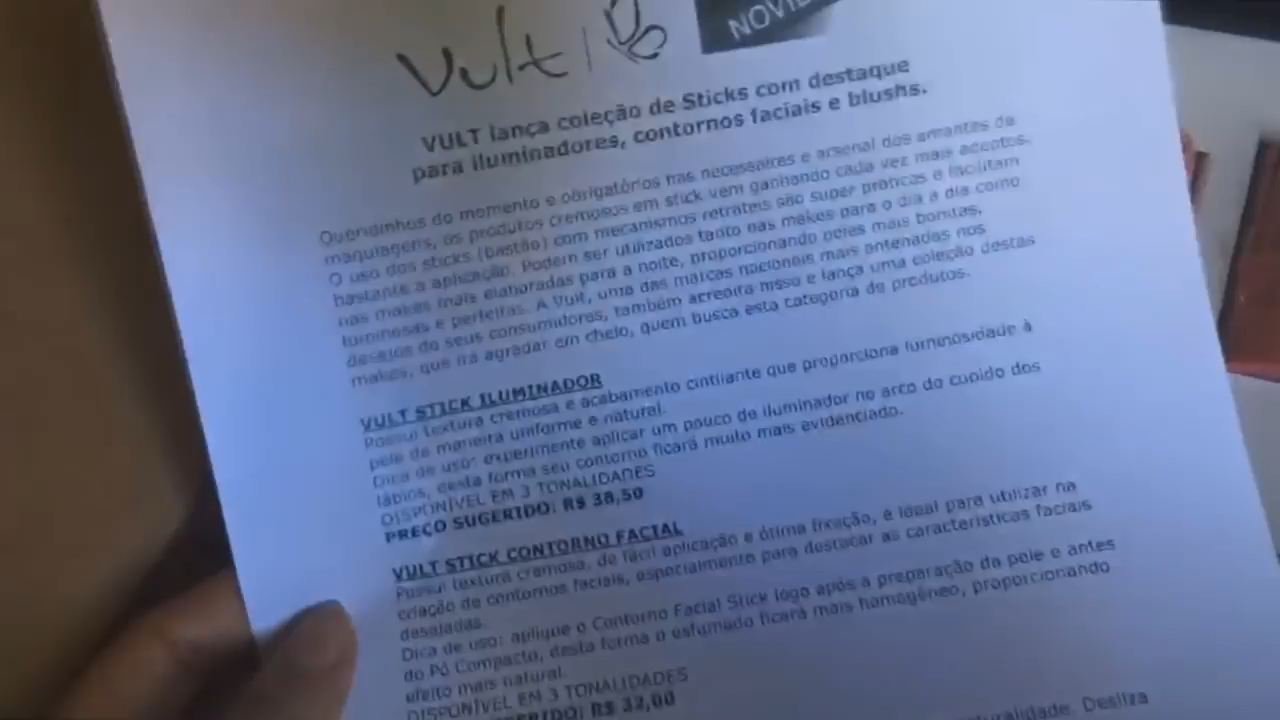 Vult
NOVID
VULT lança coleção de Sticks com destaque
para iluminadores, contornos faciais e blushs.
Queridinhos do momento e obrigatórios nas necessaires e arsenal dos amantes da
maquiagens, os produtos cremosos em stick vem ganhando cada vez mais adeptos.
O uso dos sticks (bastão) com mecanismos retrateis são super praticas e facilitam
bastante a aplicação. Podem ser utilizados tanto nas makes para o dia a dia como
nas makes mais elaboradas para a noite, proporcionando peles mais bonitas,
luminosas e perfeitas. A Vult, uma das marcas nacionais mais antenadas nos
desejos do seus consumidores, também acredita nisso e lança uma coleção destas
makes, que irá agradar em cheio, quem busca esta categoria de produtos.
VULT STICK ILUMINADOR
Possui textura cremosa e acabamento cintilante que proporciona luminosidade à
pele de maneira uniforme e natural.
Dica de uso: experimente aplicar um pouco de iluminador no arco do cupido dos
lábios, desta forma seu contorno ficará muito mais evidenciado.
DISPONÍVEL EM 3 TONALIDADES
PREÇO SUGERIDO: R$ 38,50
VULT STICK CONTORNO FACIAL
Possui textura cremosa, de fácil aplicação e ótima fixação, é ideal para utilizar na
criação de contornos faciais, especialmente para destacar as características faciais
desejadas.
Dica de uso: aplique o Contorno Facial Stick logo após a preparação da pele e antes
do Pó Compacto, desta forma o esfumado ficará mais homogêneo, proporcionando
efeito mais natural.
DISPONÍVEL EM 3 TONALIDADES
GERIDO: R$ 32,00
uralidade. Desliza